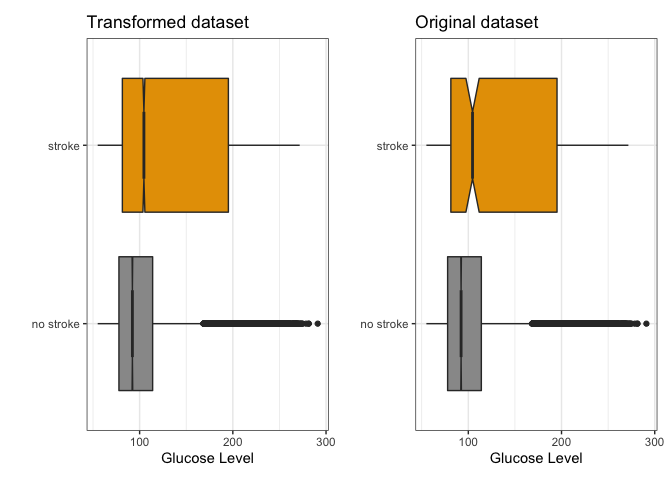 Transformed dataset
stroke
no stroke
100 200 300
Glucose Level
Original dataset
stroke
no stroke
100 200 300
Glucose Level